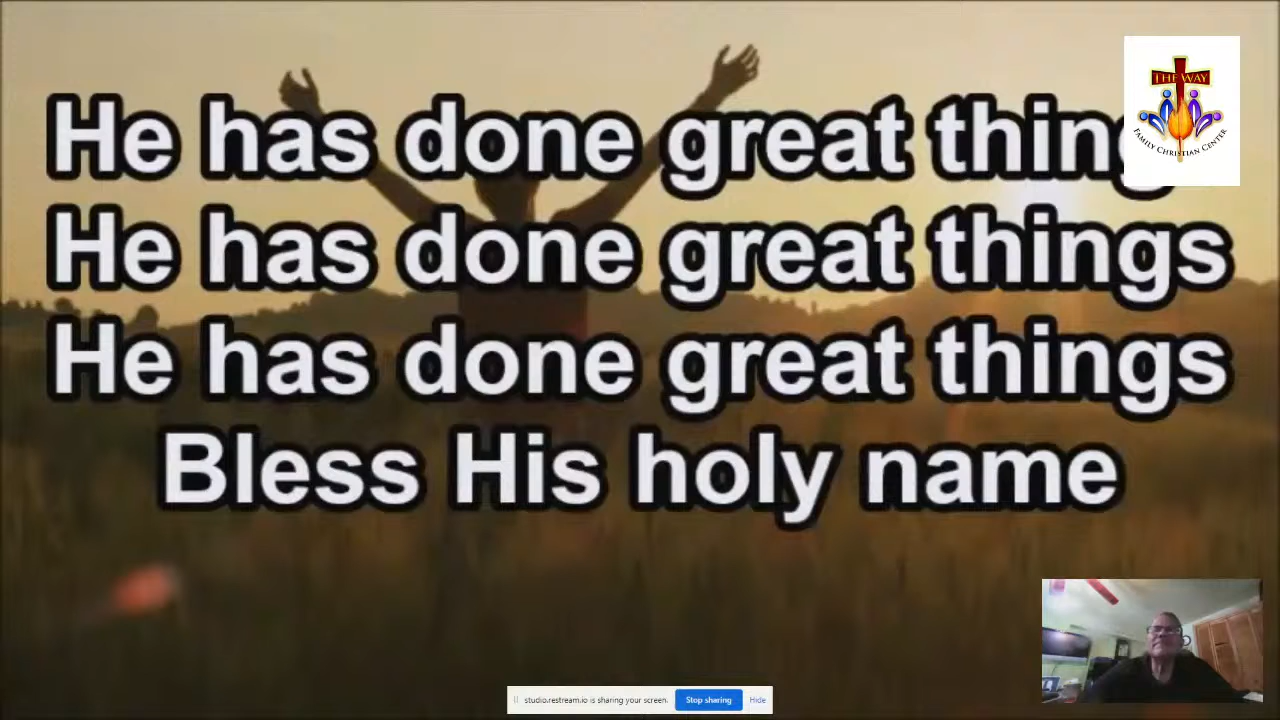 He has done great thing
He has done great things
He has done great things
Bless His holy name
THE WAY
FAMILY CHRISTIAN CENTER
studio.restream.io is sharing your screen.
Stop sharing
Hide